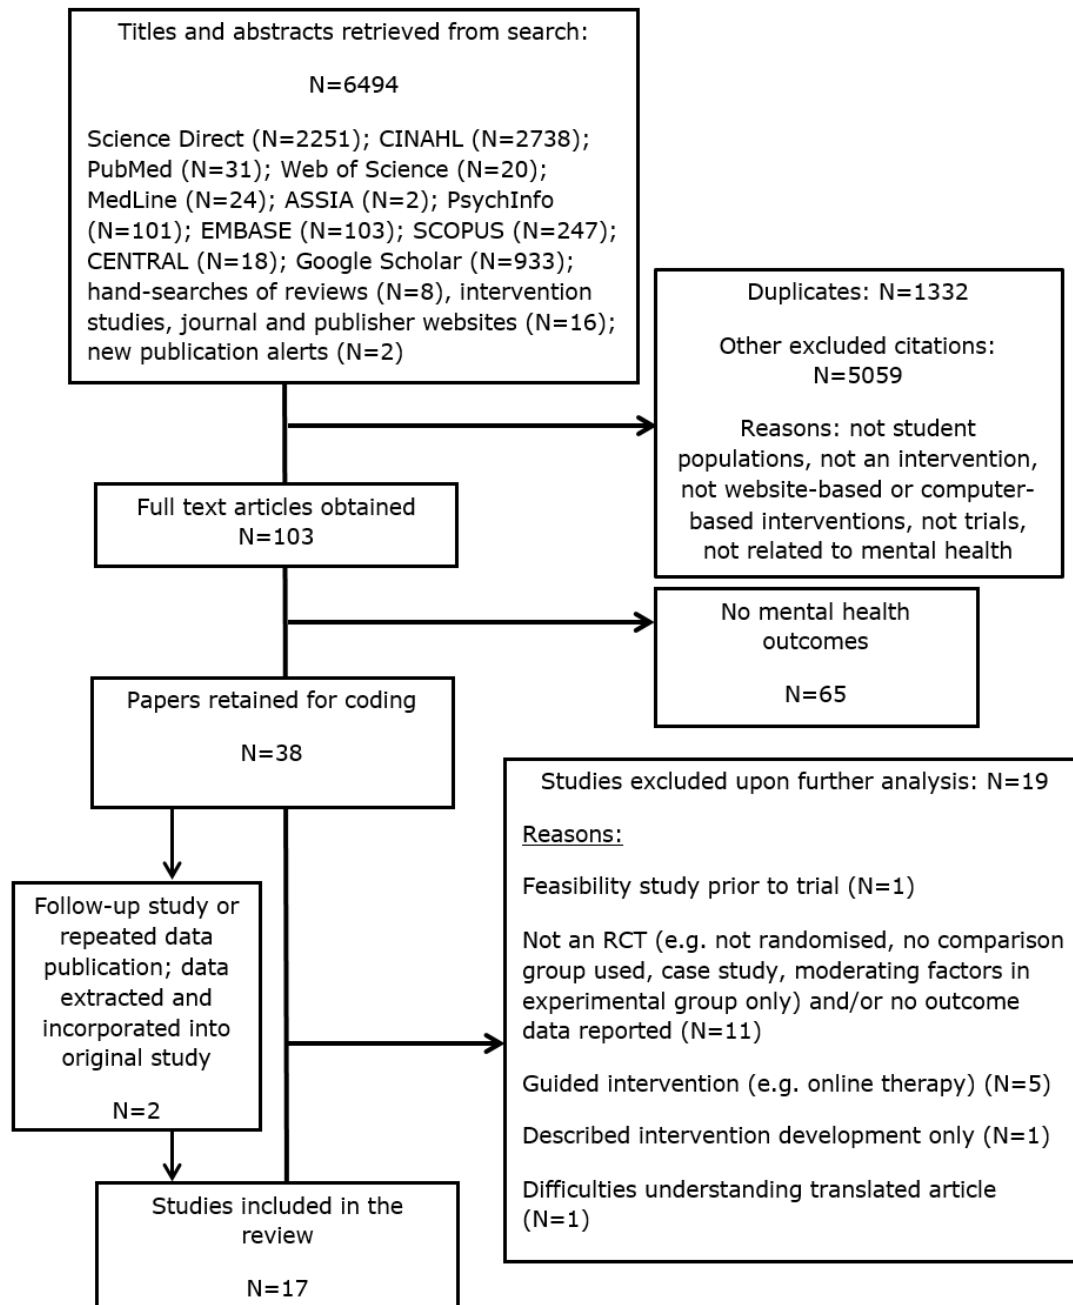 Titles and abstracts retrieved from search:
N=6494
Science Direct (N=2251); CINAHL (N=2738);
PubMed (N=31); Web of Science (N=20);
MedLine (N=24); ASSIA (N=2); PsychInfo
(N=101); EMBASE (N=103); SCOPUS (N=247);
CENTRAL (N=18); Google Scholar (N=933);
hand-searches of reviews (N=8), intervention
studies, journal and publisher websites (N=16);
new publication alerts (N=2)
Duplicates: N=1332
Other excluded citations:
N=5059
Reasons: not student
populations, not an intervention,
not website-based or computer-
based interventions, not trials,
not related to mental health
Full text articles obtained
N=103
No mental health
outcomes
N=65
Papers retained for coding
N=38
Studies excluded upon further analysis: N=19
Reasons:
Feasibility study prior to trial (N=1)
Not an RCT (e.g. not randomised, no comparison
group used, case study, moderating factors in
experimental group only) and/or no outcome
data reported (N=11)
Guided intervention (e.g. online therapy) (N=5)
Described intervention development only (N=1)
Difficulties understanding translated article
(N=1)
Follow-up study or
repeated data
publication; data
extracted and
incorporated into
original study
N=2
Studies included in the
review
N=17